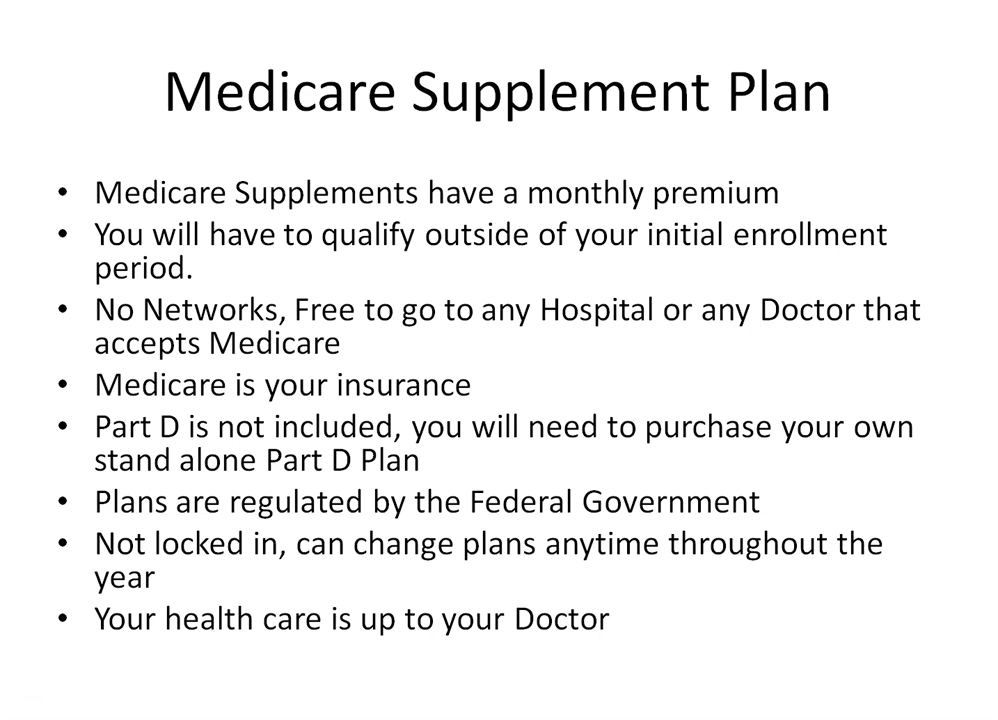 Medicare Supplement Plan
• Medicare Supplements have a monthly premium
• You will have to qualify outside of your initial enrollment
period.
• No Networks, Free to go to any Hospital or any Doctor that
accepts Medicare
• Medicare is your insurance
• Part D is not included, you will need to purchase your own
stand alone Part D Plan
• Plans are regulated by the Federal Government
• Not locked in, can change plans anytime throughout the
year
• Your health care is up to your Doctor